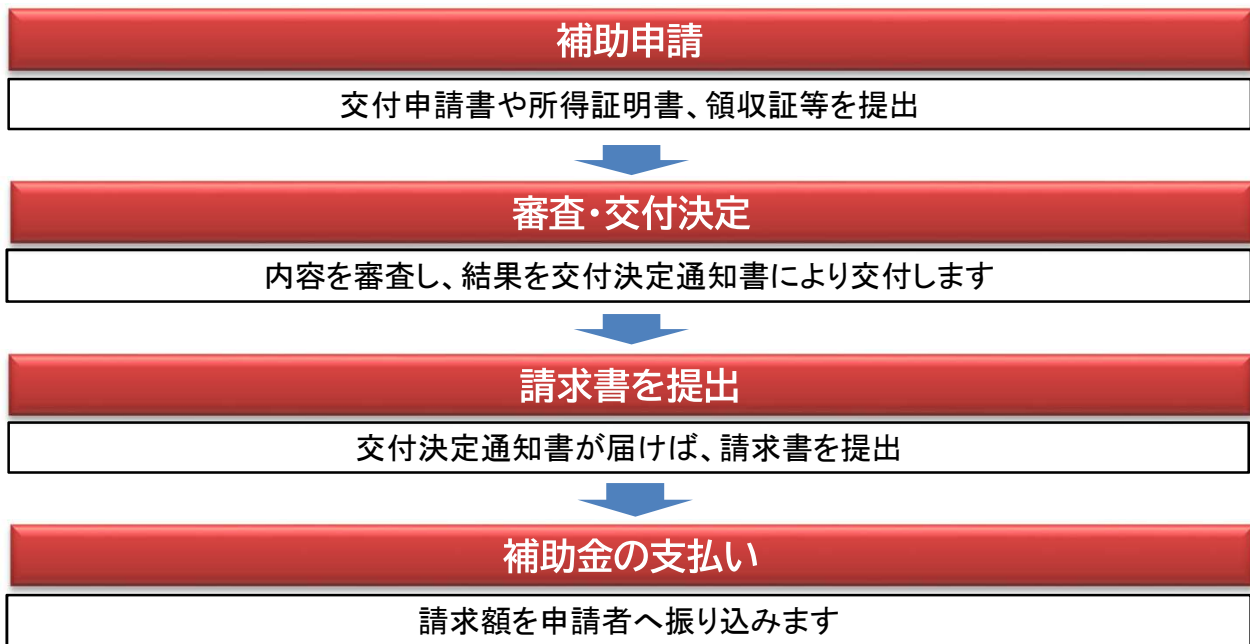 補助申請
交付申請書や所得証明書、領収証等を提出
審査・交付決定
内容を審査し、結果を交付決定通知書により交付します
請求書を提出
交付決定通知書が届けば、請求書を提出
補助金の支払い
請求額を申請者へ振り込みます